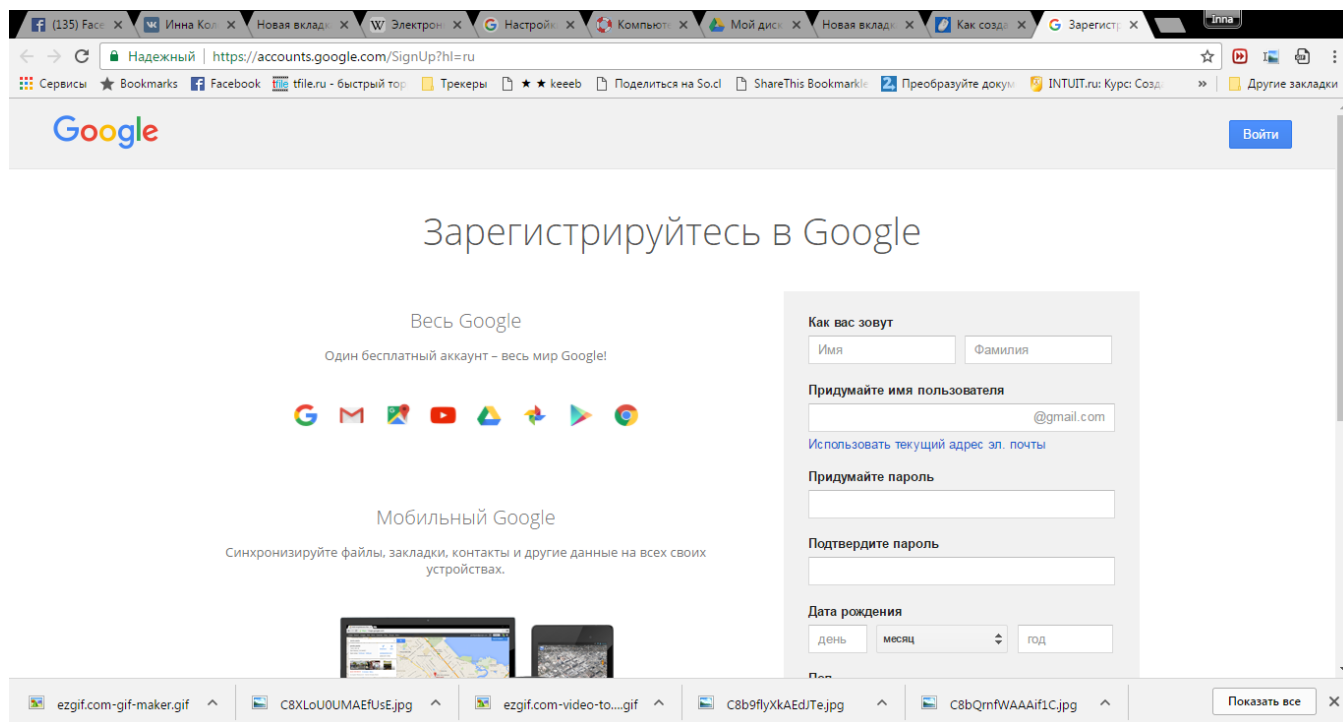 (135) Face
Инна Кол
Новая вкладк
Электрон
Настройк
Компьюте
Мой диск
Новая вклад
Как созда
Зарегистр
Inna
Надежный https://accounts.google.com/SignUp?hl=ru
Сервисы Bookmarks Facebook tfile.ru - быстрый тор Трекеры ★ ★ keeeb Поделиться на So.cl ShareThis Bookmarkle Преобразуйте докум INTUIT.ru: Курс: Созд » Другие закладки
Google
Войти
Зарегистрируйтесь в Google
Весь Google
Один бесплатный аккаунт – весь мир Google!
Мобильный Google
Синхронизируйте файлы, закладки, контакты и другие данные на всех своих
устройствах.
Как вас зовут
Имя Фамилия
Придумайте имя пользователя
@gmail.com
Использовать текущий адрес эл. почты
Придумайте пароль
Подтвердите пароль
Дата рождения
день месяц год
ezgif.com-gif-maker.gif C8XLoU0UMAEfUsE.jpg ezgif.com-video-to....gif C8b9flyXkAEdJTe.jpg C8bQrnfWAAAif1C.jpg Показать все